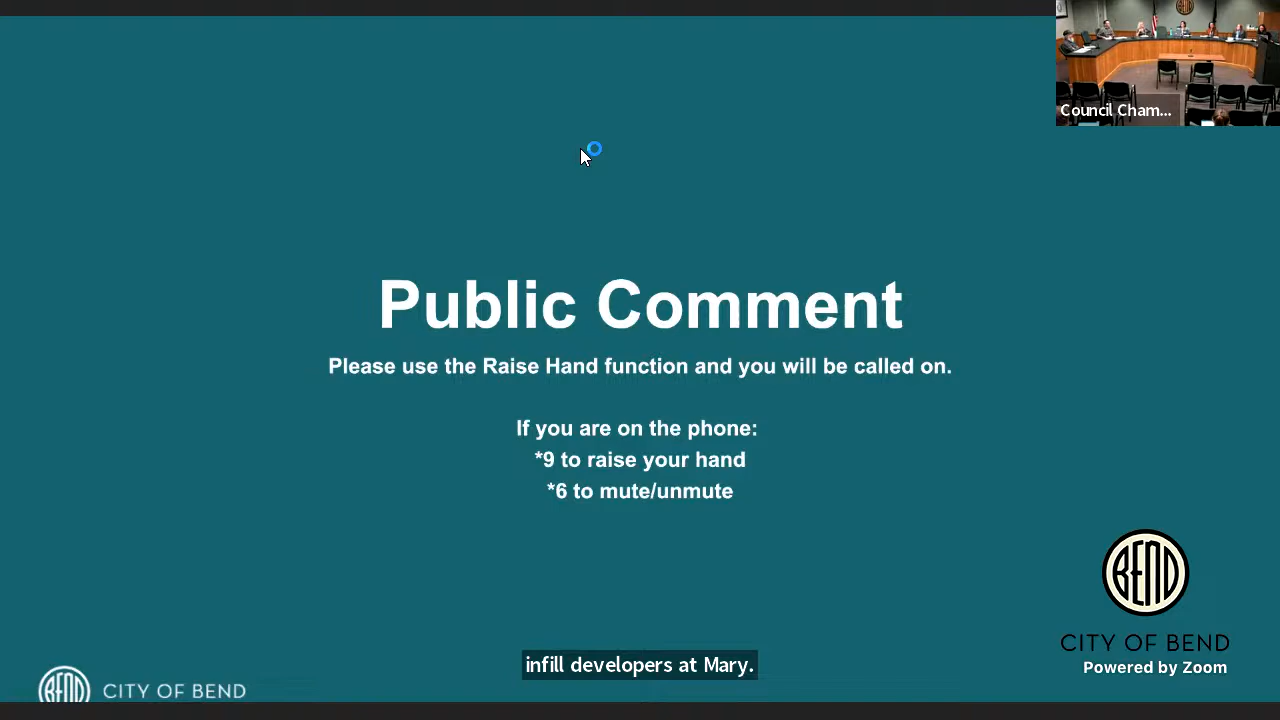 Council Cham...
Public Comment
Please use the Raise Hand function and you will be called on.
If you are on the phone:
*9 to raise your hand
*6 to mute/unmute
BEND
CITY OF BEND
Powered by Zoom
infill developers at Mary.
BEND
CITY OF BEND